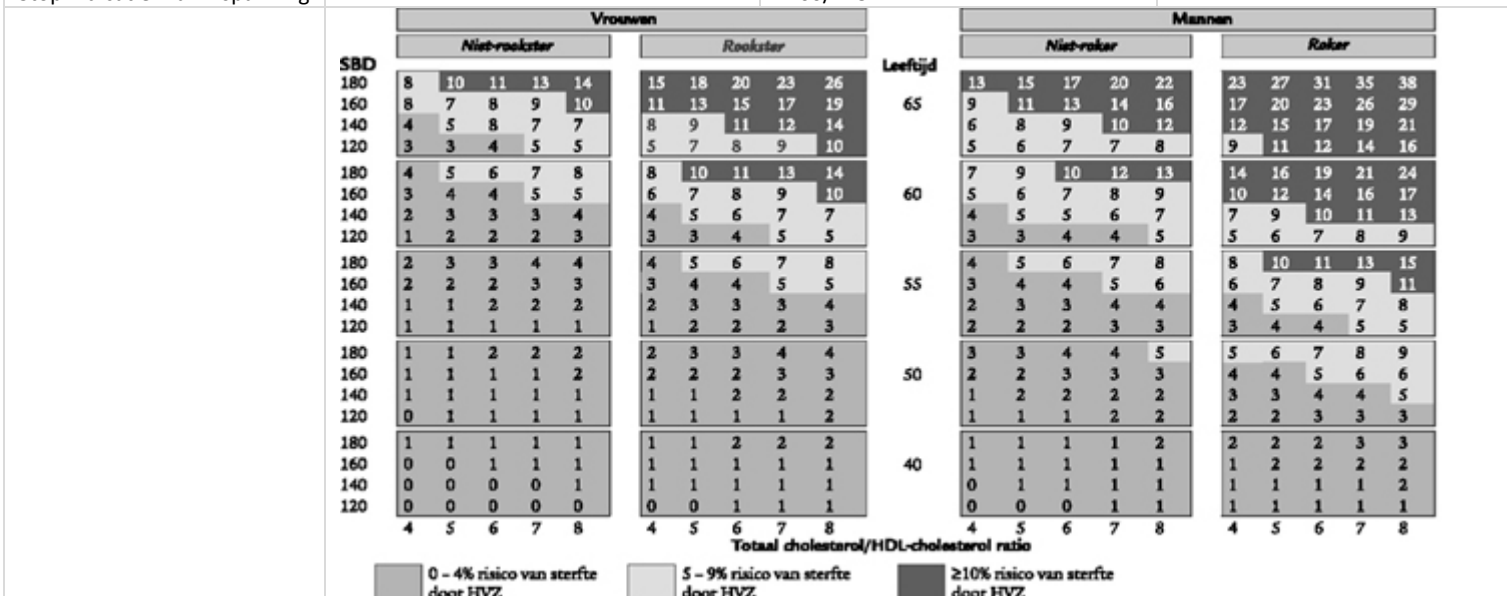 Vrouwen Mannen
Niet-rookster Rookster Niet-roker Roker
SBD Leeftijd
180 8 10 11 13 14 15 18 20 23 26 13 15 17 20 22 23 27 31 35 38
160 8 7 8 9 10 11 13 15 17 19 65 9 11 13 14 16 17 20 23 26 29
140 4 5 8 7 7 8 9 11 12 14 6 8 9 10 12 12 15 17 19 21
120 3 3 4 5 5 5 7 8 9 10 5 6 7 7 8 9 11 12 14 16
180 4 5 6 7 8 8 10 11 13 14 7 9 10 12 13 14 16 19 21 24
160 3 4 4 5 5 6 7 8 9 10 60 5 6 7 8 9 10 12 14 16 17
140 2 3 3 3 4 4 5 6 7 7 4 5 5 6 7 7 9 10 11 13
120 1 2 2 2 3 3 3 4 5 5 3 3 4 4 5 5 6 7 8 9
180 2 3 3 4 4 4 5 6 7 8 4 5 6 7 8 8 10 11 13 15
160 2 2 2 3 3 3 4 4 5 5 55 3 4 4 5 6 6 7 8 9 11
140 1 1 2 2 2 2 3 3 3 4 2 3 3 4 4 4 5 6 7 8
120 1 1 1 1 1 1 2 2 2 3 2 2 2 3 3 3 4 4 5 5
180 1 1 2 2 2 2 3 3 4 4 3 3 4 4 5 5 6 7 8 9
160 1 1 1 1 2 2 2 2 3 3 50 2 2 3 3 3 4 4 5 6 6
140 1 1 1 1 1 1 1 2 2 2 1 2 2 2 2 3 3 4 4 5
120 0 1 1 1 1 1 1 1 1 2 1 1 1 2 2 2 2 3 3 3
180 1 1 1 1 1 1 1 2 2 2 1 1 1 1 2 2 2 2 3 3
160 0 0 1 1 1 1 1 1 1 1 40 1 1 1 1 1 1 2 2 2 2
140 0 0 0 0 1 1 1 1 1 1 0 1 1 1 1 1 1 1 1 2
120 0 0 0 0 0 0 0 1 1 1 0 0 0 1 1 1 1 1 1 1
4 5 6 7 8 4 5 6 7 8 4 5 6 7 8 4 5 6 7 8
Totaal cholesterol/HDL-cholesterol ratio
0 – 4% risico van sterfte 5 – 9% risico van sterfte ≥10% risico van sterfte
door HVZ door HVZ door HVZ